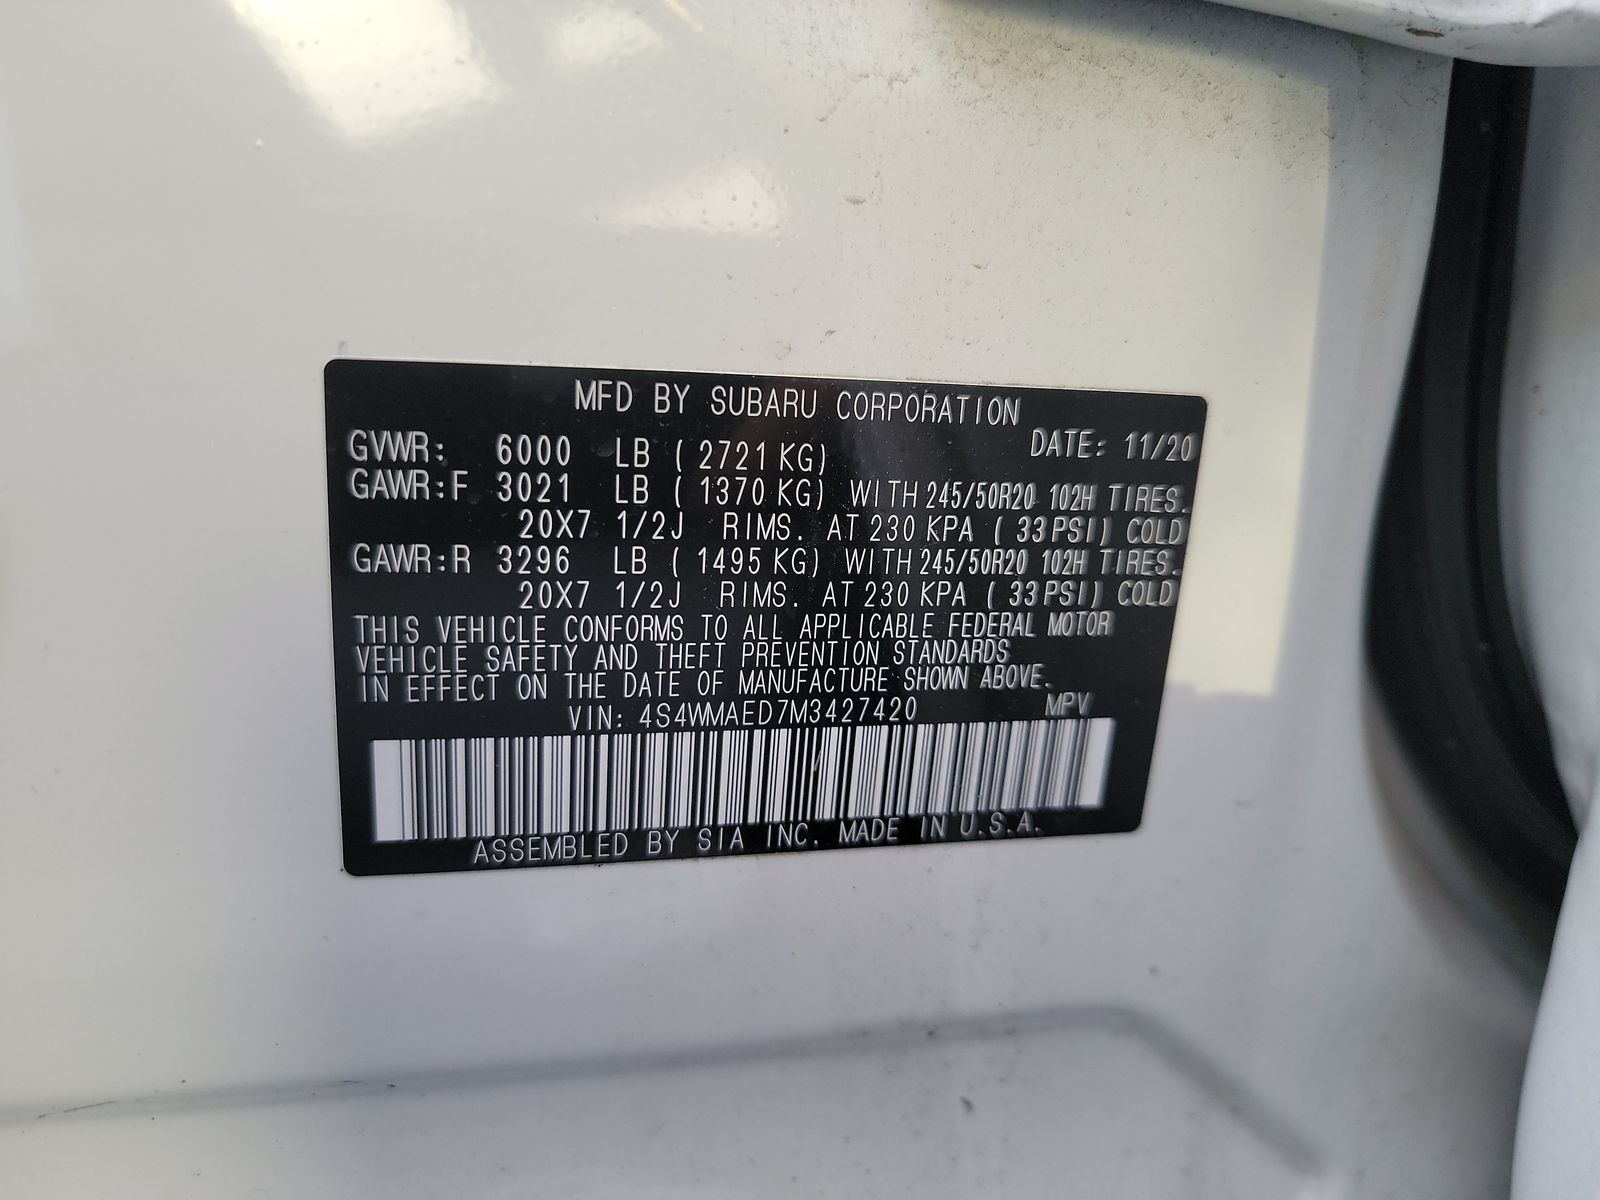 MFD BY SUBARU CORPORATION
DATE: 11/20
GVWR: 6000 LB ( 2721 KG)
GAWR:F 3021 LB ( 1370 KG) WITH 245/50R20 102H TIRES.
20X7 1/2J RIMS. AT 230 KPA ( 33 PSI) COLD
GAWR:R 3296 LB ( 1495 KG) WITH 245/50R20 102H TIRES.
20X7 1/2J RIMS. AT 230 KPA ( 33 PSI) COLD
THIS VEHICLE CONFORMS TO ALL APPLICABLE FEDERAL MOTOR
VEHICLE SAFETY AND THEFT PREVENTION STANDARDS
IN EFFECT ON THE DATE OF MANUFACTURE SHOWN ABOVE.
VIN: 4S4WMAED7M3427420 MPV
ASSEMBLED BY SIA INC. MADE IN U.S.A.